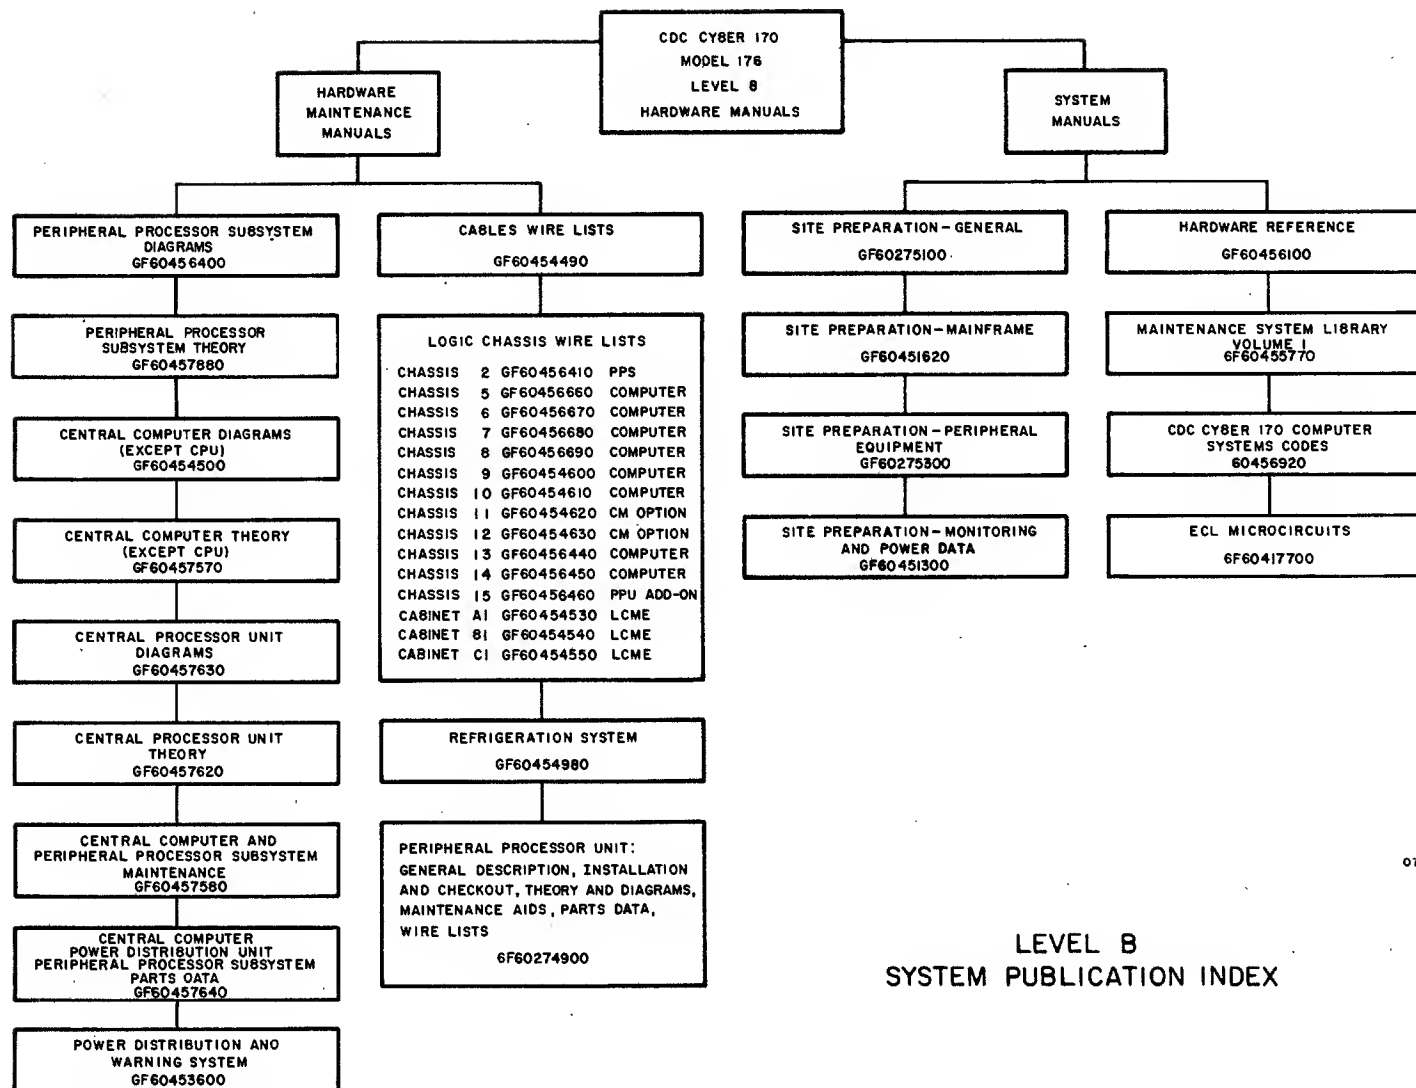 CDC CYBER 170
MODEL 176
LEVEL B
HARDWARE MANUALS
HARDWARE
MAINTENANCE
MANUALS
SYSTEM
MANUALS
PERIPHERAL PROCESSOR SUBSYSTEM
DIAGRAMS
GF60456400
PERIPHERAL PROCESSOR
SUBSYSTEM THEORY
GF60457880
CENTRAL COMPUTER DIAGRAMS
(EXCEPT CPU)
GF60454500
CENTRAL COMPUTER THEORY
(EXCEPT CPU)
GF60457570
CENTRAL PROCESSOR UNIT
DIAGRAMS
GF60457630
CENTRAL PROCESSOR UNIT
THEORY
GF60457620
CENTRAL COMPUTER AND
PERIPHERAL PROCESSOR SUBSYSTEM
MAINTENANCE
GF60457580
CENTRAL COMPUTER
POWER DISTRIBUTION UNIT
PERIPHERAL PROCESSOR SUBSYSTEM
PARTS DATA
GF60457640
POWER DISTRIBUTION AND
WARNING SYSTEM
GF60453600
CABLES WIRE LISTS
GF60454490
LOGIC CHASSIS WIRE LISTS
CHASSIS 2 GF60456410 PPS
CHASSIS 5 GF60456660 COMPUTER
CHASSIS 6 GF60456670 COMPUTER
CHASSIS 7 GF60456680 COMPUTER
CHASSIS 8 GF60456690 COMPUTER
CHASSIS 9 GF60454600 COMPUTER
CHASSIS 10 GF60454610 COMPUTER
CHASSIS 11 GF60454620 CM OPTION
CHASSIS 12 GF60454630 CM OPTION
CHASSIS 13 GF60456440 COMPUTER
CHASSIS 14 GF60456450 COMPUTER
CHASSIS 15 GF60456460 PPU ADD-ON
CABINET A1 GF60454530 LCME
CABINET B1 GF60454540 LCME
CABINET C1 GF60454550 LCME
REFRIGERATION SYSTEM
GF60454980
PERIPHERAL PROCESSOR UNIT:
GENERAL DESCRIPTION, INSTALLATION
AND CHECKOUT, THEORY AND DIAGRAMS,
MAINTENANCE AIDS, PARTS DATA,
WIRE LISTS
GF60274900
SITE PREPARATION-GENERAL
GF60275100
SITE PREPARATION-MAINFRAME
GF60451620
SITE PREPARATION-PERIPHERAL
EQUIPMENT
GF60275300
SITE PREPARATION-MONITORING
AND POWER DATA
GF60451300
HARDWARE REFERENCE
GF60456100
MAINTENANCE SYSTEM LIBRARY
VOLUME 1
GF60455770
CDC CYBER 170 COMPUTER
SYSTEMS CODES
60456920
ECL MICROCIRCUITS
GF60417700
07
LEVEL B
SYSTEM PUBLICATION INDEX